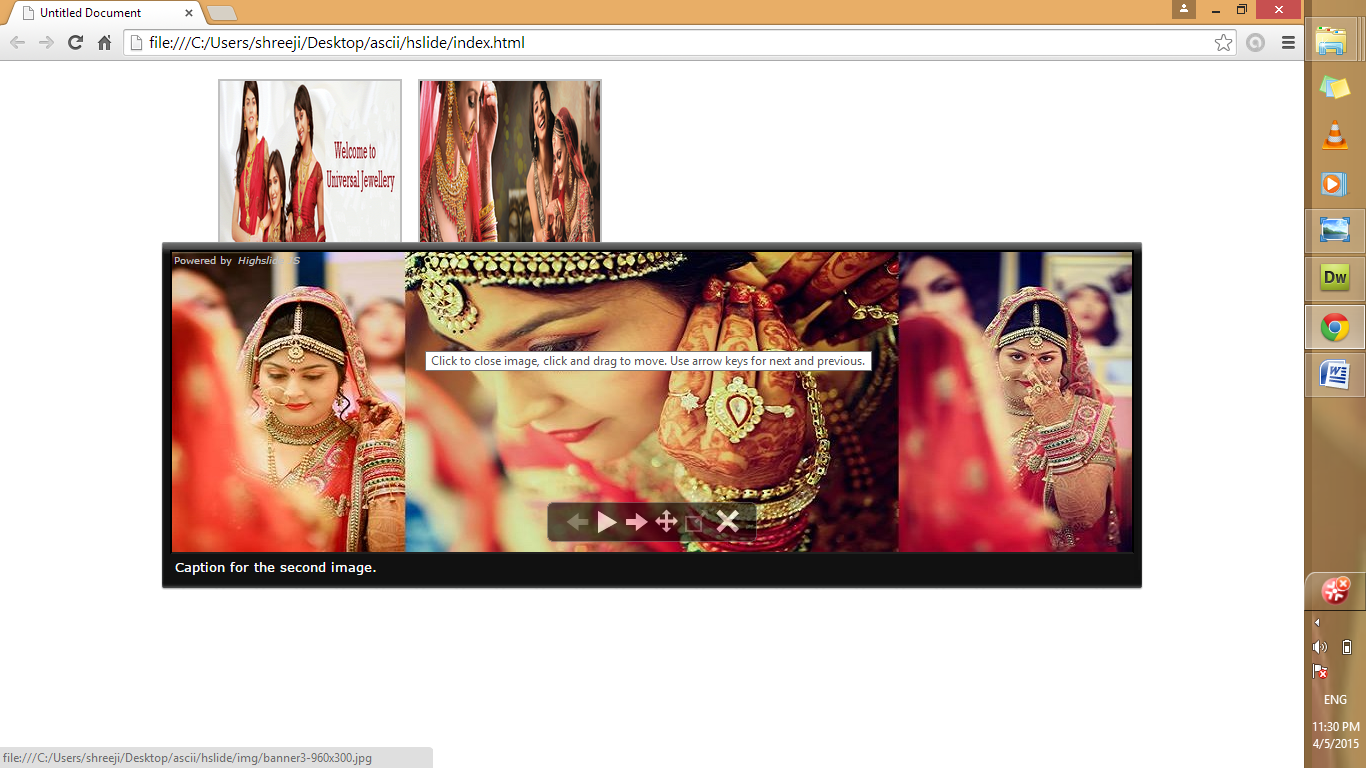 Untitled Document
file:///C:/Users/shreeji/Desktop/ascii/hslide/index.html
Welcome to
Universal Jewellery
Powered by Highslide JS
Click to close image, click and drag to move. Use arrow keys for next and previous.
Caption for the second image.
Dw
W
ENG
11:30 PM
4/5/2015
file:///C:/Users/shreeji/Desktop/ascii/hslide/img/banner3-960x300.jpg